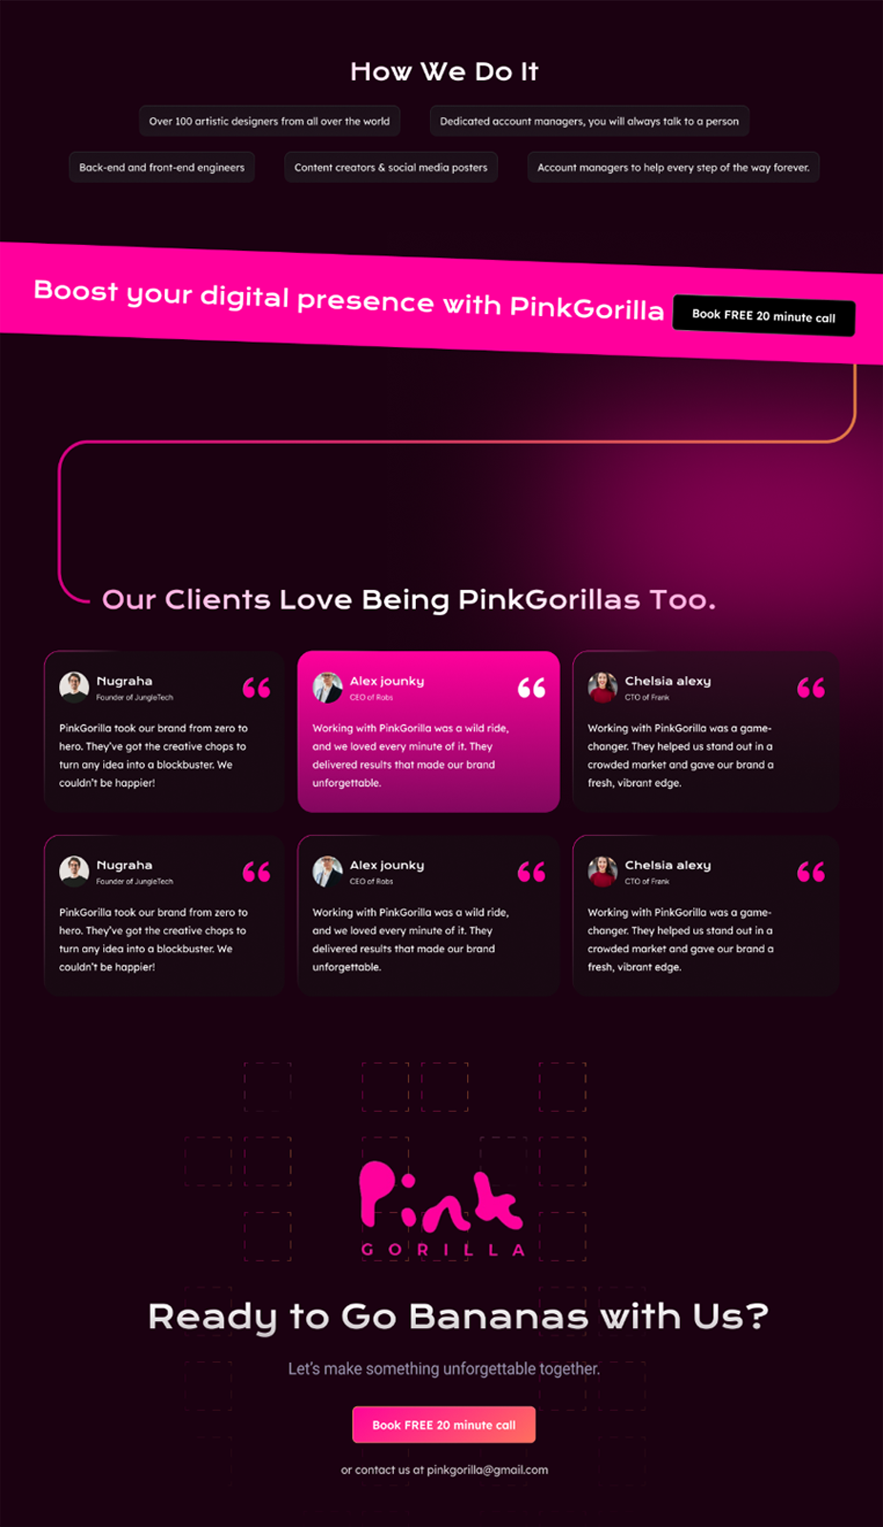 How We Do It
Over 100 artistic designers from all over the world
Dedicated account managers, you will always talk to a person
Back-end and front-end engineers
Content creators & social media posters
Account managers to help every step of the way forever.
Boost your digital presence with PinkGorilla
Book FREE 20 minute call
Our Clients Love Being PinkGorillas Too.
Nugraha
Founder of JungleTech
PinkGorilla took our brand from zero to
hero. They've got the creative chops to
turn any idea into a blockbuster. We
couldn't be happier!
Alex jounky
CEO of Robs
Working with PinkGorilla was a wild ride,
and we loved every minute of it. They
delivered results that made our brand
unforgettable.
Chelsia alexy
CTO of Frank
Working with PinkGorilla was a game-
changer. They helped us stand out in a
crowded market and gave our brand a
fresh, vibrant edge.
Nugraha
Founder of JungleTech
PinkGorilla took our brand from zero to
hero. They've got the creative chops to
turn any idea into a blockbuster. We
couldn't be happier!
Alex jounky
CEO of Robs
Working with PinkGorilla was a wild ride,
and we loved every minute of it. They
delivered results that made our brand
unforgettable.
Chelsia alexy
CTO of Frank
Working with PinkGorilla was a game-
changer. They helped us stand out in a
crowded market and gave our brand a
fresh, vibrant edge.
Pink
GORILLA
Ready to Go Bananas with Us?
Let's make something unforgettable together.
Book FREE 20 minute call
or contact us at pinkgorilla@gmail.com